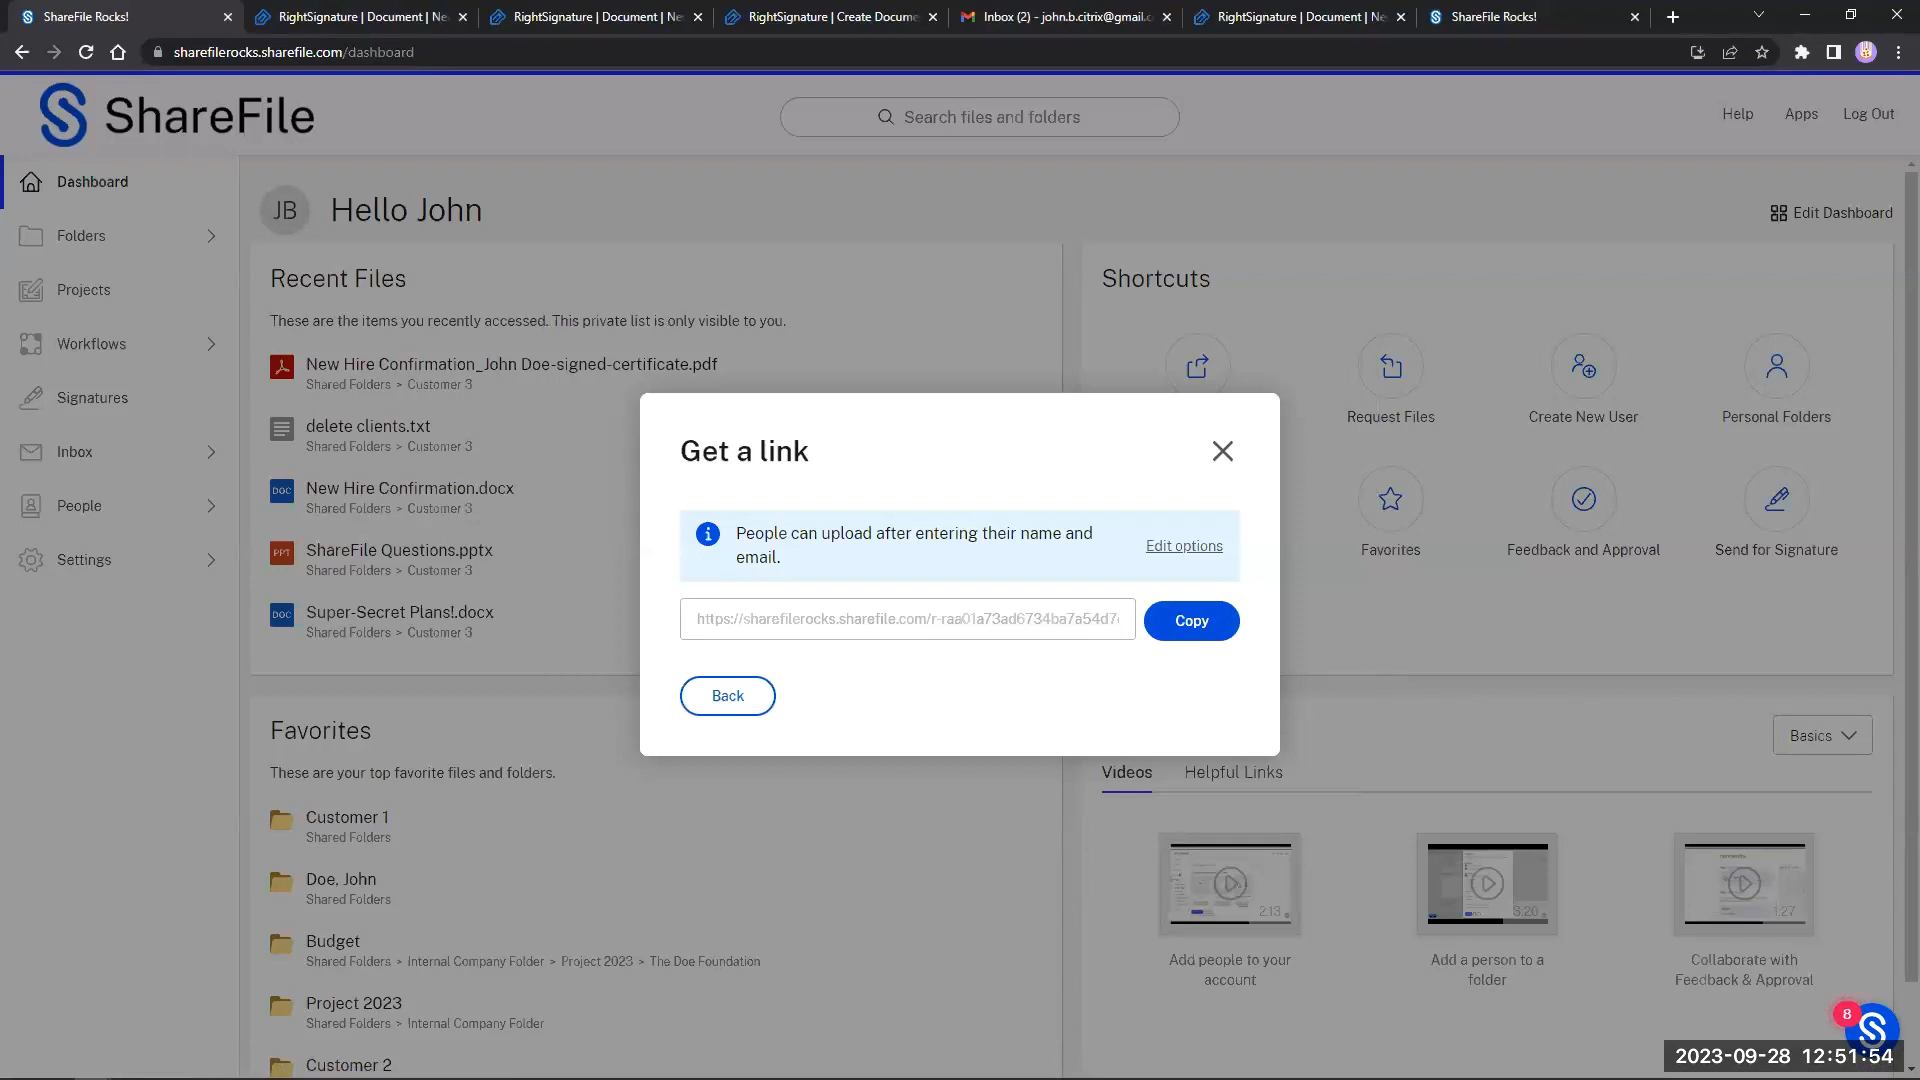 ShareFile Rocks!
RightSignature | Document | Ne
RightSignature | Document | Ne
RightSignature | Create Docume
Inbox (2) - john.b.citrix@gmail.c
RightSignature | Document | Ne
ShareFile Rocks!
sharefilerocks.sharefile.com/dashboard
ShareFile
Search files and folders
Help
Apps
Log Out
Dashboard
Folders
Projects
Workflows
Signatures
Inbox
People
Settings
JB
Hello John
Edit Dashboard
Recent Files
These are the items you recently accessed. This private list is only visible to you.
New Hire Confirmation_John Doe-signed-certificate.pdf
Shared Folders > Customer 3
delete clients.txt
Shared Folders > Customer 3
DOC
New Hire Confirmation.docx
Shared Folders > Customer 3
PPT
ShareFile Questions.pptx
Shared Folders > Customer 3
DOC
Super-Secret Plans!.docx
Shared Folders > Customer 3
Shortcuts
Request Files
Create New User
Personal Folders
Favorites
Feedback and Approval
Send for Signature
Get a link
People can upload after entering their name and
email.
Edit options
https://sharefilerocks.sharefile.com/r-raa01a73ad6734ba7a54d7
Copy
Back
Favorites
These are your top favorite files and folders.
Customer 1
Shared Folders
Doe, John
Shared Folders
Budget
Shared Folders > Internal Company Folder > Project 2023 > The Doe Foundation
Project 2023
Shared Folders > Internal Company Folder
Customer 2
Basics
Videos
Helpful Links
2:13
Add people to your
account
3:20
Add a person to a
folder
1:27
Collaborate with
Feedback & Approval
8
2023-09-28 12:51:54